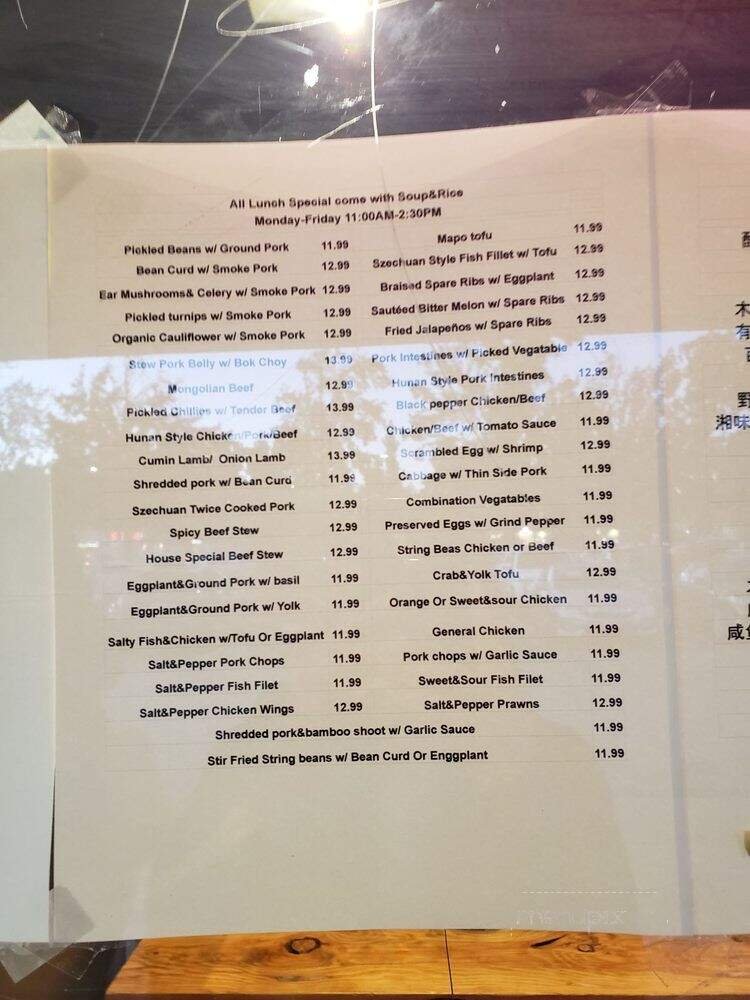 All Lunch Special come with Soup&Rice
Monday-Friday 11:00AM-2:30PM
Pickled Beans w/ Ground Pork 11.99
Bean Curd w/ Smoke Pork 12.99
Ear Mushrooms& Celery w/ Smoke Pork 12.99
Pickled turnips w/ Smoke Pork 12.99
Organic Cauliflower w/ Smoke Pork 12.99
Stew Pork Belly w/ Bok Choy 13.99
Mongolian Beef 12.99
Pickled Chillies w/ Tender Beef 13.99
Hunan Style Chicken/Pork/Beef 12.99
Cumin Lamb/ Onion Lamb 13.99
Shredded pork w/ Bean Curd 11.99
Szechuan Twice Cooked Pork 12.99
Spicy Beef Stew 12.99
House Special Beef Stew 12.99
Eggplant&Ground Pork w/ basil 11.99
Eggplant&Ground Pork w/ Yolk 11.99
Salty Fish&Chicken w/Tofu Or Eggplant 11.99
Salt&Pepper Pork Chops 11.99
Salt&Pepper Fish Filet 11.99
Salt&Pepper Chicken Wings 12.99
Mapo tofu 11.99
Szechuan Style Fish Fillet w/ Tofu 12.99
Braised Spare Ribs w/ Eggplant 12.99
Sautéed Bitter Melon w/ Spare Ribs 12.99
Fried Jalapeños w/ Spare Ribs 12.99
Pork Intestines w/ Picked Vegatable 12.99
Hunan Style Pork Intestines 12.99
Black pepper Chicken/Beef 12.99
Chicken/Beef w/ Tomato Sauce 11.99
Scrambled Egg w/ Shrimp 12.99
Cabbage w/ Thin Side Pork 11.99
Combination Vegatables 11.99
Preserved Eggs w/ Grind Pepper 11.99
String Beas Chicken or Beef 11.99
Crab&Yolk Tofu 12.99
Orange Or Sweet&sour Chicken 11.99
General Chicken 11.99
Pork chops w/ Garlic Sauce 11.99
Sweet&Sour Fish Filet 11.99
Salt&Pepper Prawns 12.99
Shredded pork&bamboo shoot w/ Garlic Sauce 11.99
Stir Fried String beans w/ Bean Curd Or Enggplant 11.99
木
有
野
湘味
menupix